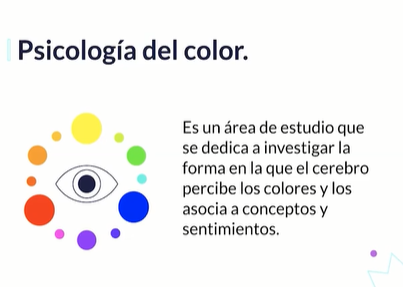 Psicología del color.
Es un área de estudio que
se dedica a investigar la
forma en la que el cerebro
percibe los colores y los
asocia a conceptos y
sentimientos.